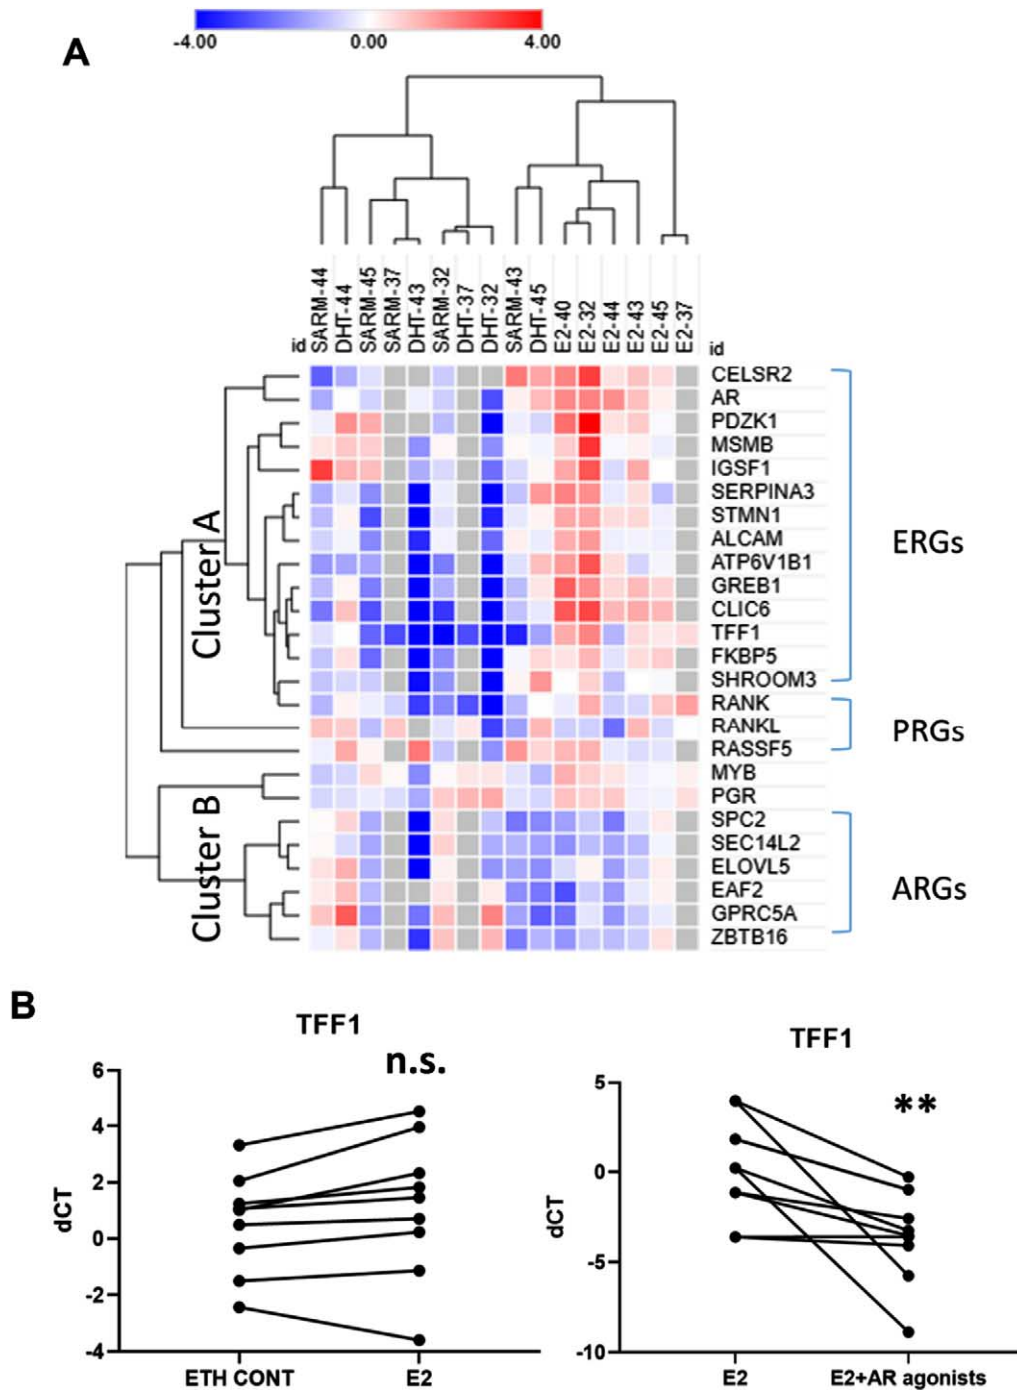 A
-4.00 0.00 4.00
id SARM-44 DHT-44 SARM-45 SARM-37 DHT-43 SARM-32 DHT-37 DHT-32 SARM-43 DHT-45 E2-40 E2-32 E2-44 E2-43 E2-45 E2-37 id
CELSR2
AR
PDZK1
MSMB
IGSF1
SERPINA3
STMN1
ALCAM
ATP6V1B1
GREB1
CLIC6
TFF1
FKBP5
SHROOM3
RANK
RANKL
RASSF5
MYB
PGR
SPC2
SEC14L2
ELOVL5
EAF2
GPRC5A
ZBTB16
Cluster A
Cluster B
ERGs
PRGs
ARGs
B
TFF1
n.s.
6
4
2
0
-2
-4
dCT
ETH CONT E2
TFF1
**
5
0
-5
-10
dCT
E2 E2+AR agonists